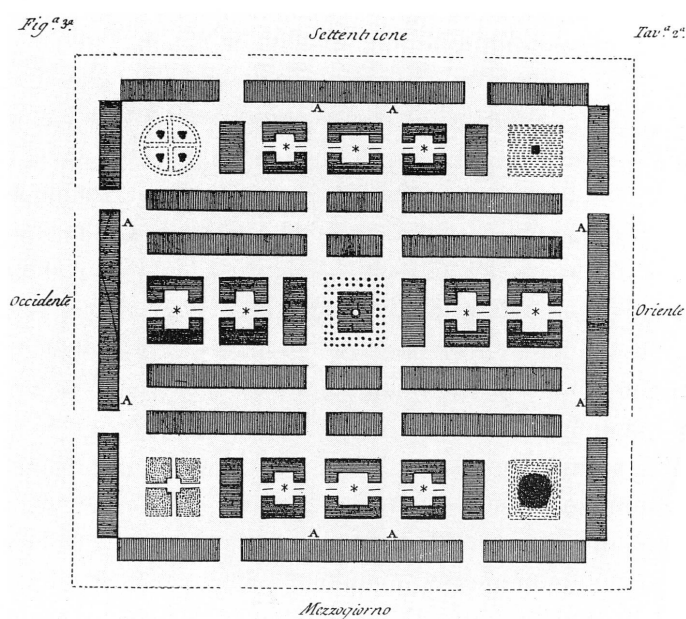 Fig.ª 3ª
Settentrione
Tav.ª 2ª
A A
* * *
A A
Occidente
* * * *
Oriente
A A
* * *
A A
Mezzogiorno